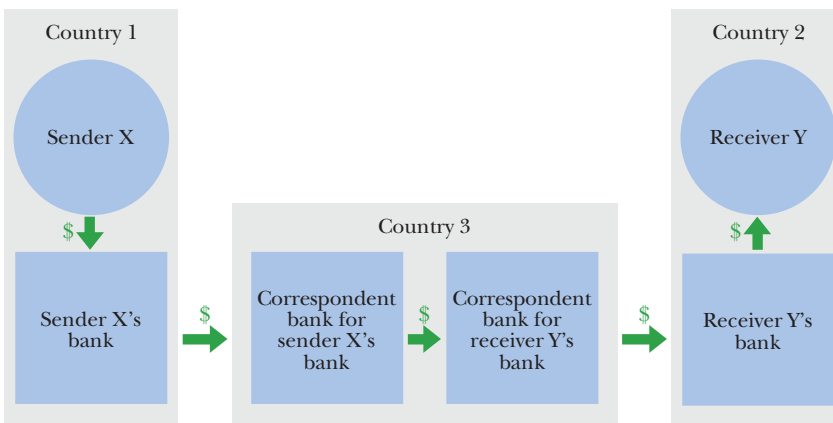 Country 1
Sender X
$
Sender X’s
bank
$
Country 3
Correspondent
bank for
sender X’s
bank
$
Correspondent
bank for
receiver Y’s
bank
$
Country 2
Receiver Y
$
Receiver Y’s
bank